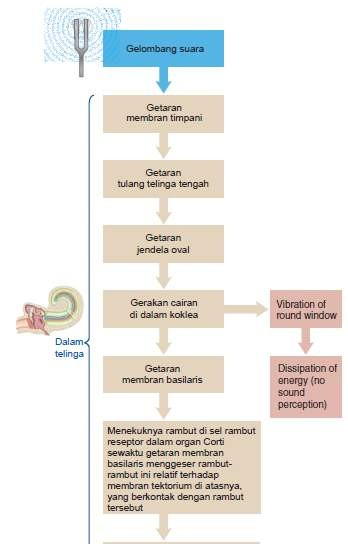 Gelombang suara
Getaran
membran timpani
Getaran
tulang telinga tengah
Getaran
jendela oval
Gerakan cairan
di dalam koklea
Vibration of
round window
Dalam
telinga
Getaran
membran basilaris
Dissipation of
energy (no
sound
perception)
Menekuknya rambut di sel rambut
reseptor dalam organ Corti
sewaktu getaran membran
basilaris menggeser rambut-
rambut ini relatif terhadap
membran tektorium di atasnya,
yang berkontak dengan rambut
tersebut